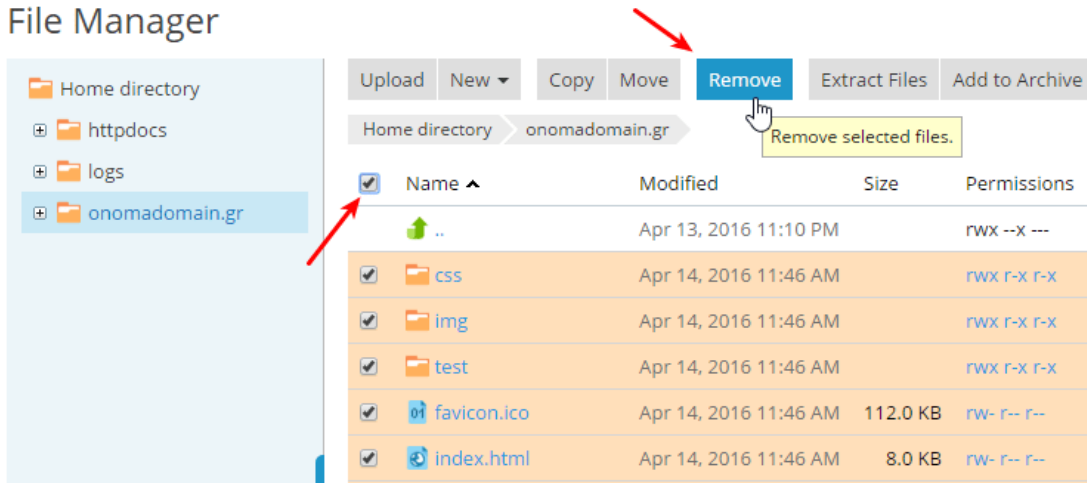 File Manager
Home directory
httpdocs
logs
onomadomain.gr
Upload New Copy Move Remove Extract Files Add to Archive
Home directory onomadomain.gr
Remove selected files.
Name Modified Size Permissions
.. Apr 13, 2016 11:10 PM rwx --x ---
css Apr 14, 2016 11:46 AM rwx r-x r-x
img Apr 14, 2016 11:46 AM rwx r-x r-x
test Apr 14, 2016 11:46 AM rwx r-x r-x
01 favicon.ico Apr 14, 2016 11:46 AM 112.0 KB rw- r-- r--
index.html Apr 14, 2016 11:46 AM 8.0 KB rw- r-- r--